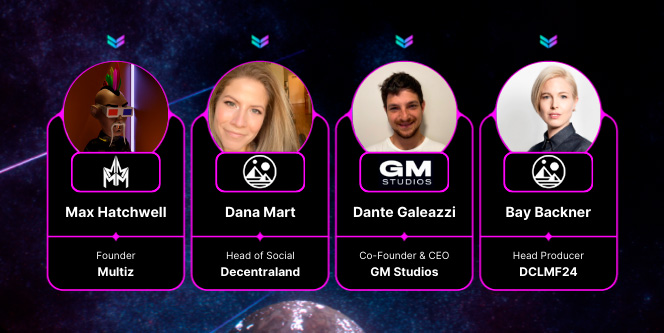 GM
STUDIOS
Max Hatchwell
Founder
Multiz
Dana Mart
Head of Social
Decentraland
Dante Galeazzi
Co-Founder & CEO
GM Studios
Bay Backner
Head Producer
DCLMF24